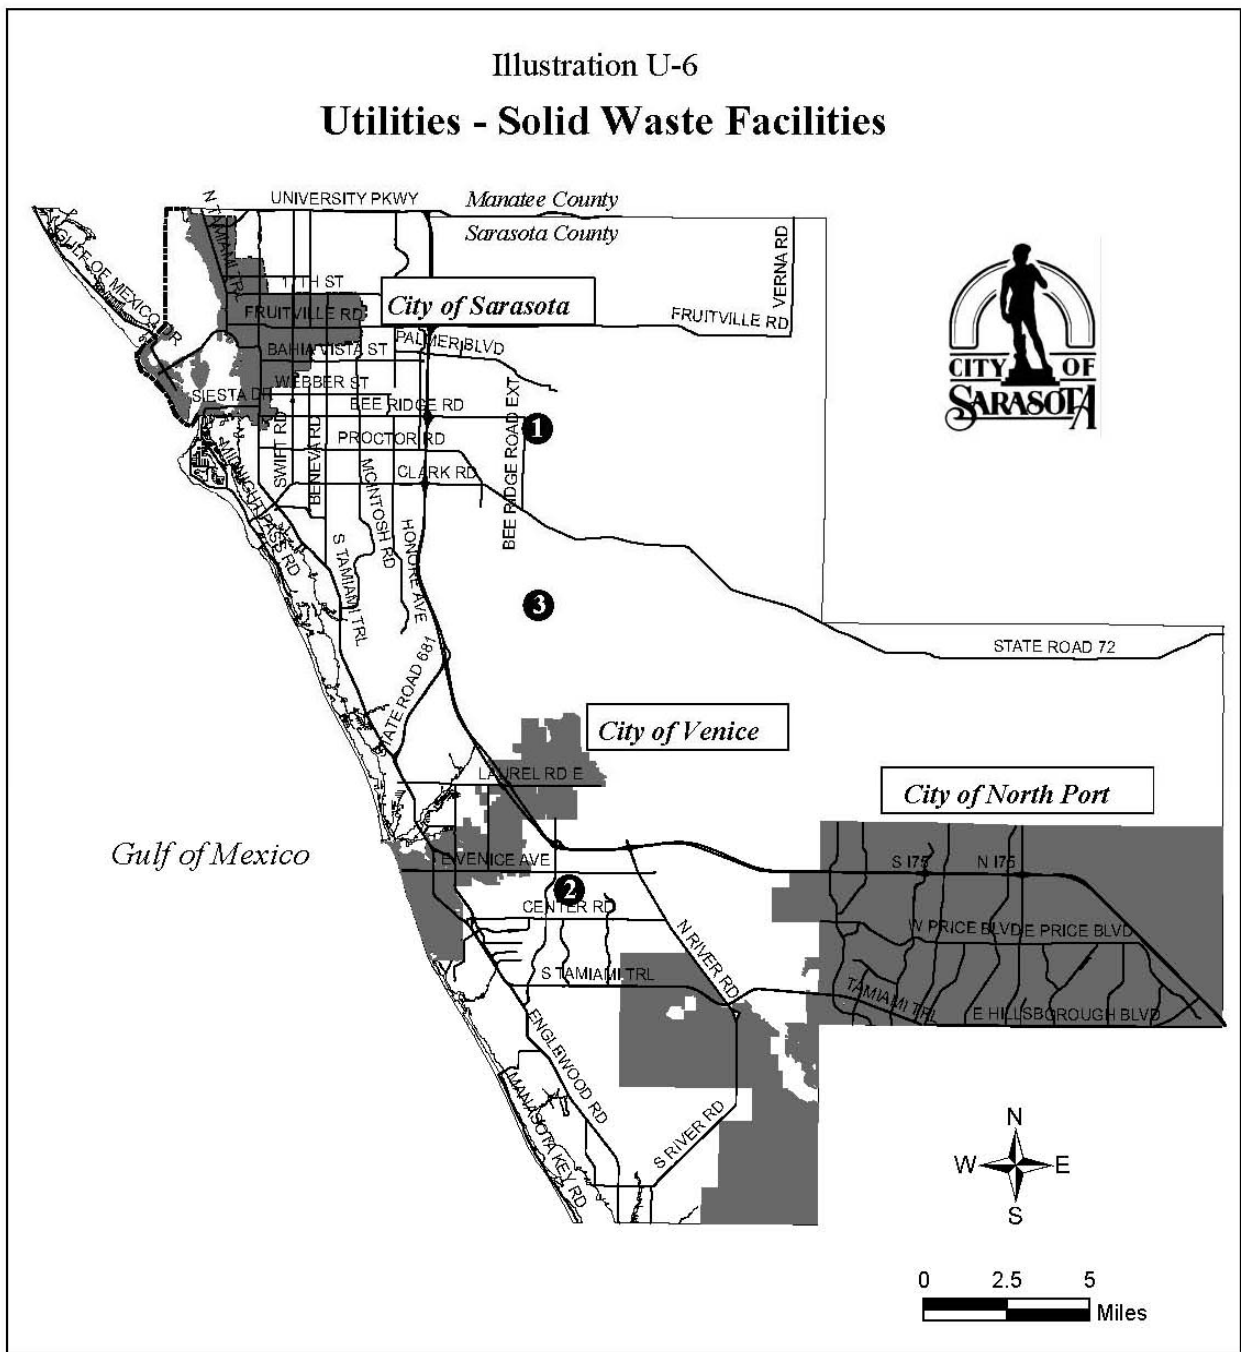 Illustration U-6
Utilities - Solid Waste Facilities
UNIVERSITY PKWY
Manatee County
Sarasota County
N TAMIAMI TRL
GULF OF MEXICO DR
17TH ST
City of Sarasota
VERNA RD
FRUITVILLE RD
FRUITVILLE RD
BAHIA VISTA ST
PALMER BLVD
WEBBER ST
SIESTA DR
BEE RIDGE RD
CITY OF
SARASOTA
1
PROCTOR RD
SWIFT RD
BENEVA RD
CLARK RD
MCINTOSH RD
BEE RIDGE ROAD EXT
MIDNIGHT PASS RD
S TAMIAMI TRL
HONORE AVE
3
STATE ROAD 72
ATE ROAD 681
City of Venice
LAUREL RD E
City of North Port
Gulf of Mexico
E VENICE AVE
S I75
N I75
2
CENTER RD
W PRICE BLVD
E PRICE BLVD
N RIVER RD
S TAMIAMI TRL
TAMIAMI TRL
E HILLSBOROUGH BLVD
ENGLEWOOD RD
MANASOTA KEY RD
S RIVER RD
N
W E
S
0 2.5 5
Miles